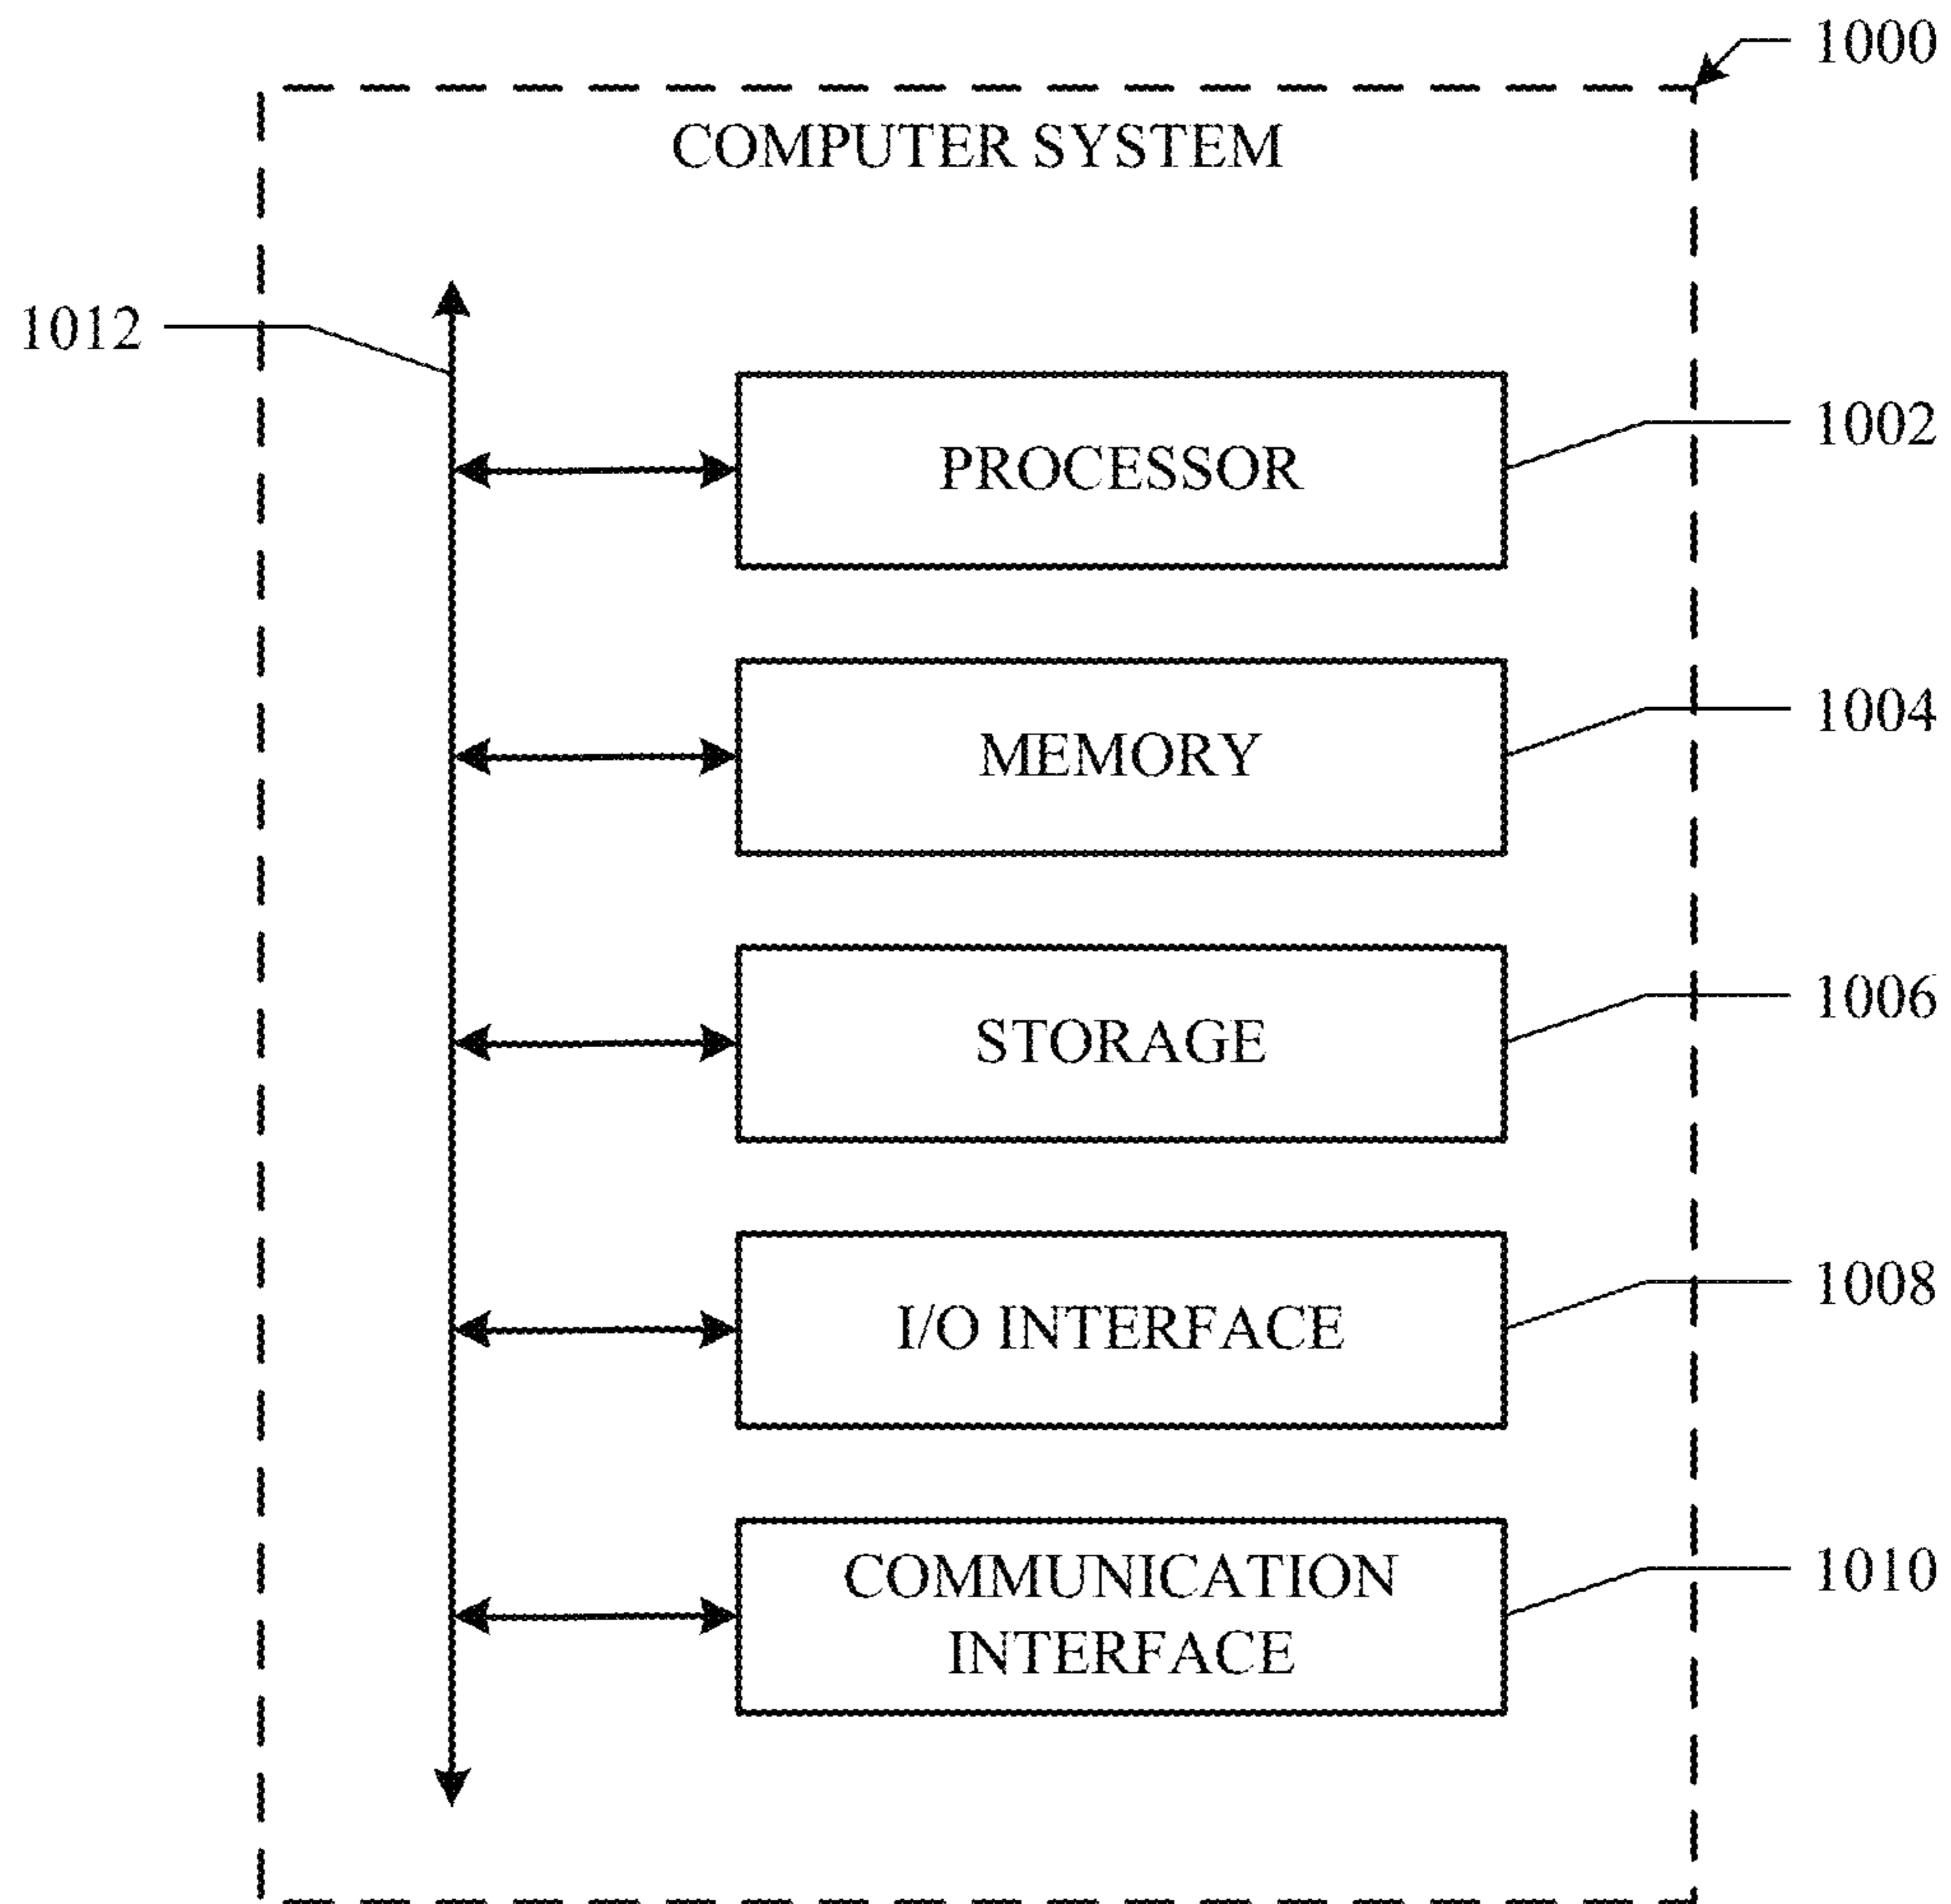 1000
COMPUTER SYSTEM
1012
PROCESSOR
1002
MEMORY
1004
STORAGE
1006
I/O INTERFACE
1008
COMMUNICATION
INTERFACE
1010